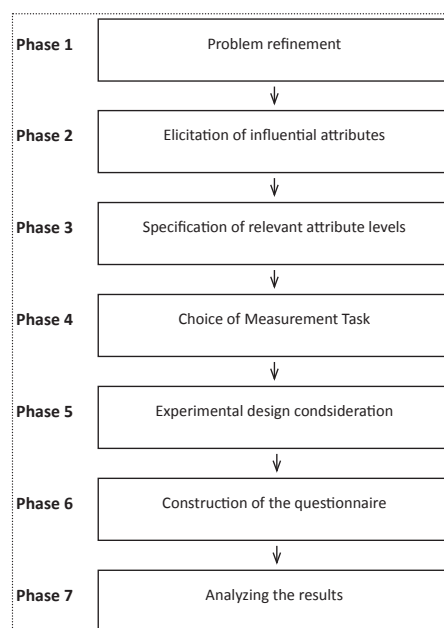 Phase 1 Problem refinement
Phase 2 Elicitation of influential attributes
Phase 3 Specification of relevant attribute levels
Phase 4 Choice of Measurement Task
Phase 5 Experimental design condsideration
Phase 6 Construction of the questionnaire
Phase 7 Analyzing the results